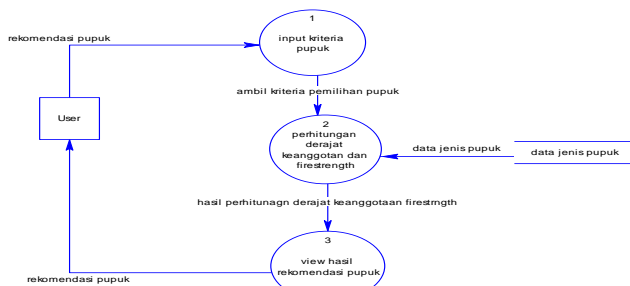 1
rekomendasi pupuk
input kriteria
pupuk
ambil kriteria pemilihan pupuk
User
2
perhitungan
derajat
keanggotan dan
firestrength
data jenis pupuk
data jenis pupuk
hasil perhitunagn derajat keanggotaan firestrngth
3
view hasil
rekomendasi pupuk
rekomendasi pupuk